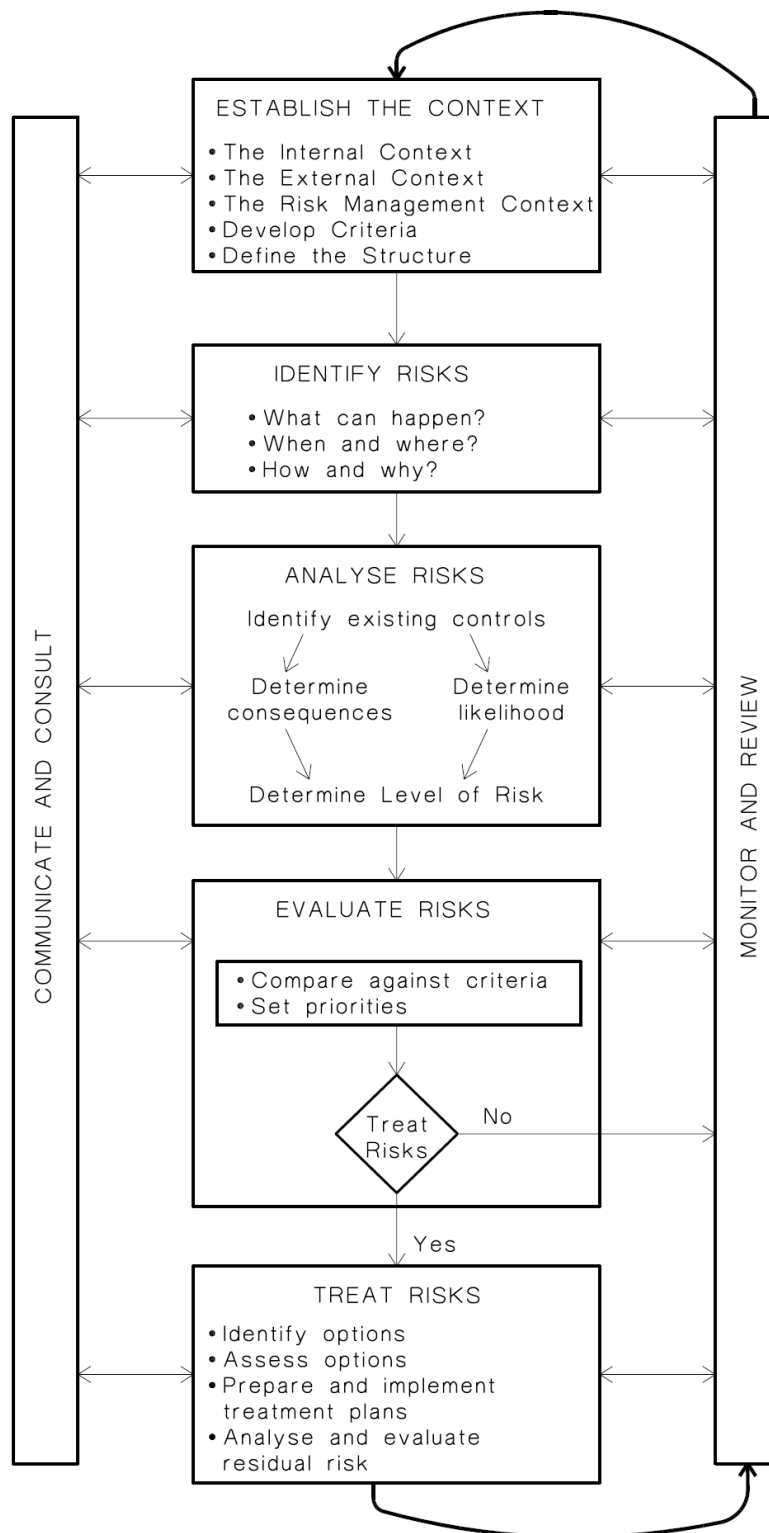 ESTABLISH THE CONTEXT
• The Internal Context
• The External Context
• The Risk Management Context
• Develop Criteria
• Define the Structure
IDENTIFY RISKS
• What can happen?
• When and where?
• How and why?
ANALYSE RISKS
Identify existing controls
Determine
consequences
Determine
likelihood
Determine Level of Risk
EVALUATE RISKS
• Compare against criteria
• Set priorities
Treat
Risks
No
Yes
TREAT RISKS
• Identify options
• Assess options
• Prepare and implement
treatment plans
• Analyse and evaluate
residual risk
COMMUNICATE AND CONSULT
MONITOR AND REVIEW